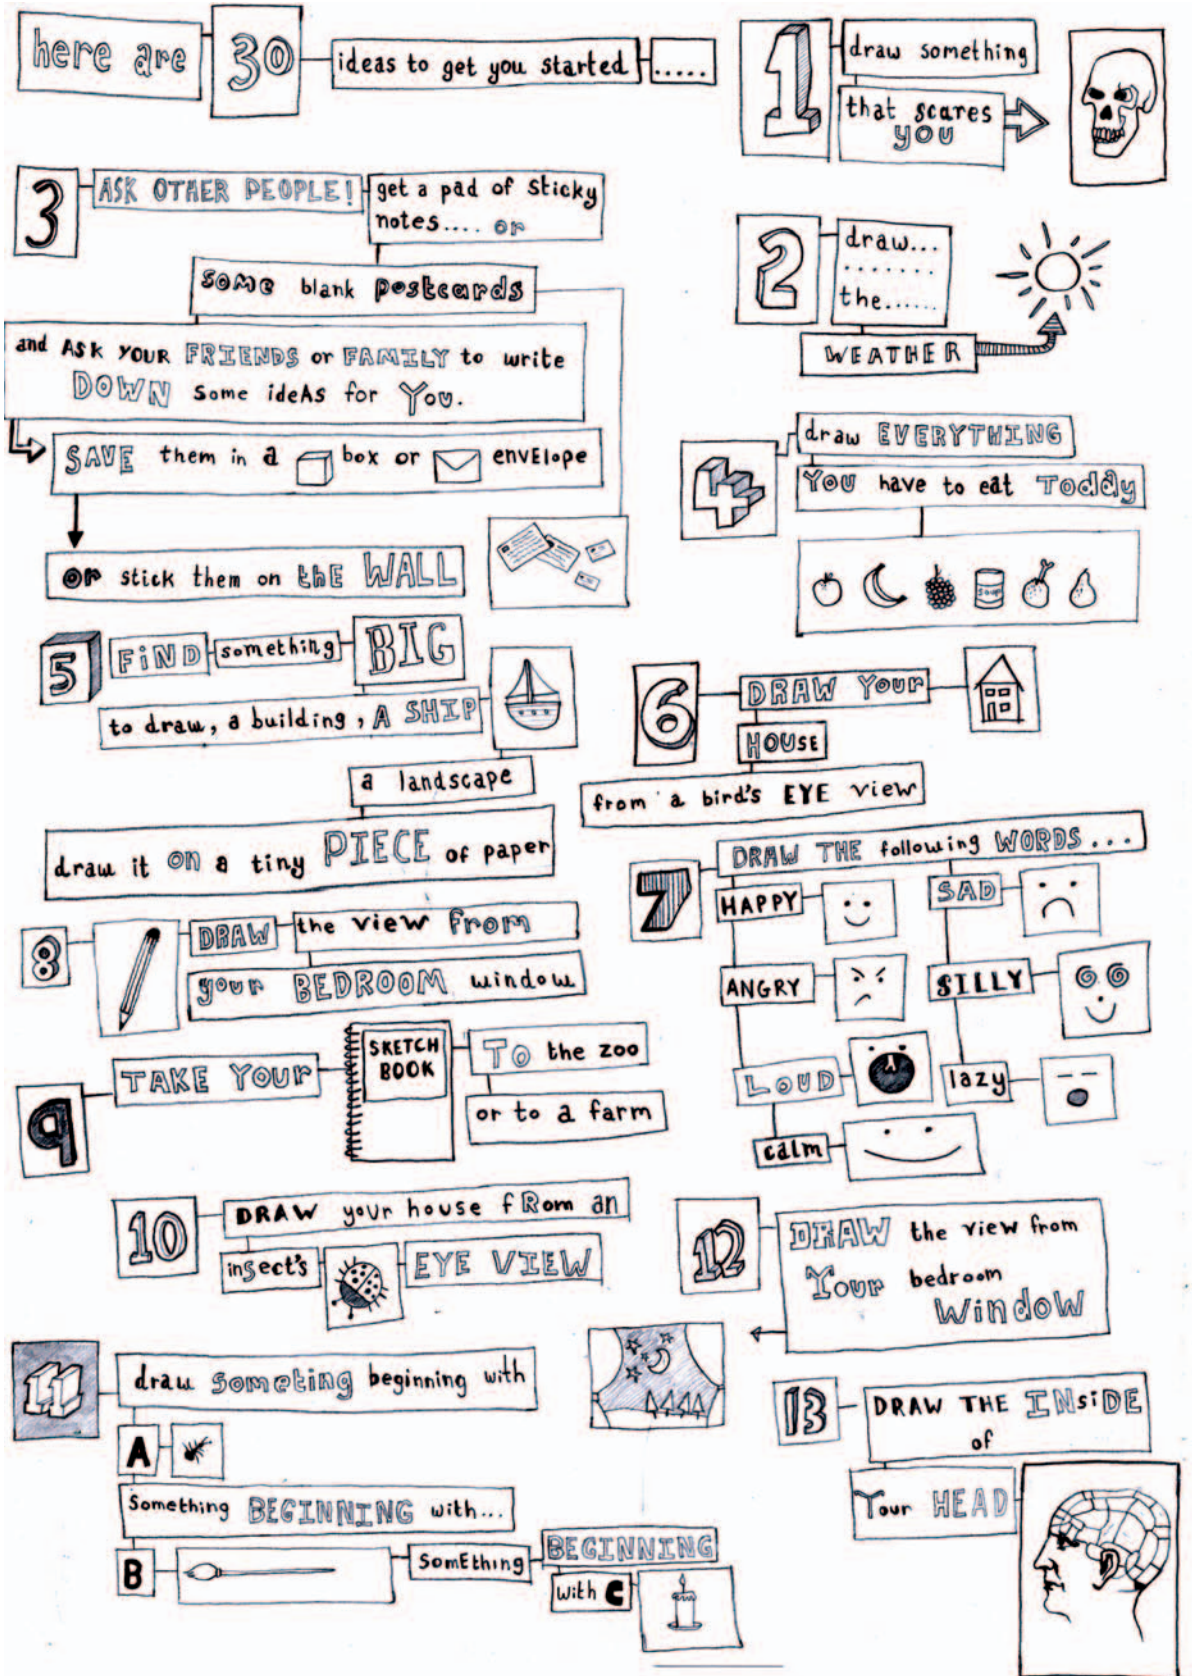 here are 30 ideas to get you started .....
1 draw something
that scares
YOU
3 ASK OTHER PEOPLE! get a pad of sticky
notes.... or
some blank postcards
and ASK YOUR FRIENDS or FAMILY to write
DOWN some ideAs for You.
SAVE them in a box or envElope
or stick them on thE WALL
2 draw...
.......
the......
WEATHER
4 draw EVERYTHING
YOU have to eat Today
soup
5 FiND something BIG
to draw, a building, A SHIP
a landscape
draw it on a tiny PIECE of paper
6 DRAW Your
HOUSE
from a bird's EYE view
7 DRAW THE following WORDS...
HAPPY SAD
ANGRY SILLY
LOUD lazy
calm
8 DRAW the view from
your BEDROOM window
9 TAKE YOUR SKETCH
BOOK TO the zoo
or to a farm
10 DRAW your house fRom an
insect's EYE VIEW
12 DRAW the view from
Your bedroom
WindoW
11 draw someting beginning with
A
Something BEGINNING with...
B SomEthing BEGINNING
with C
13 DRAW THE INSiDE
of
Your HEAD